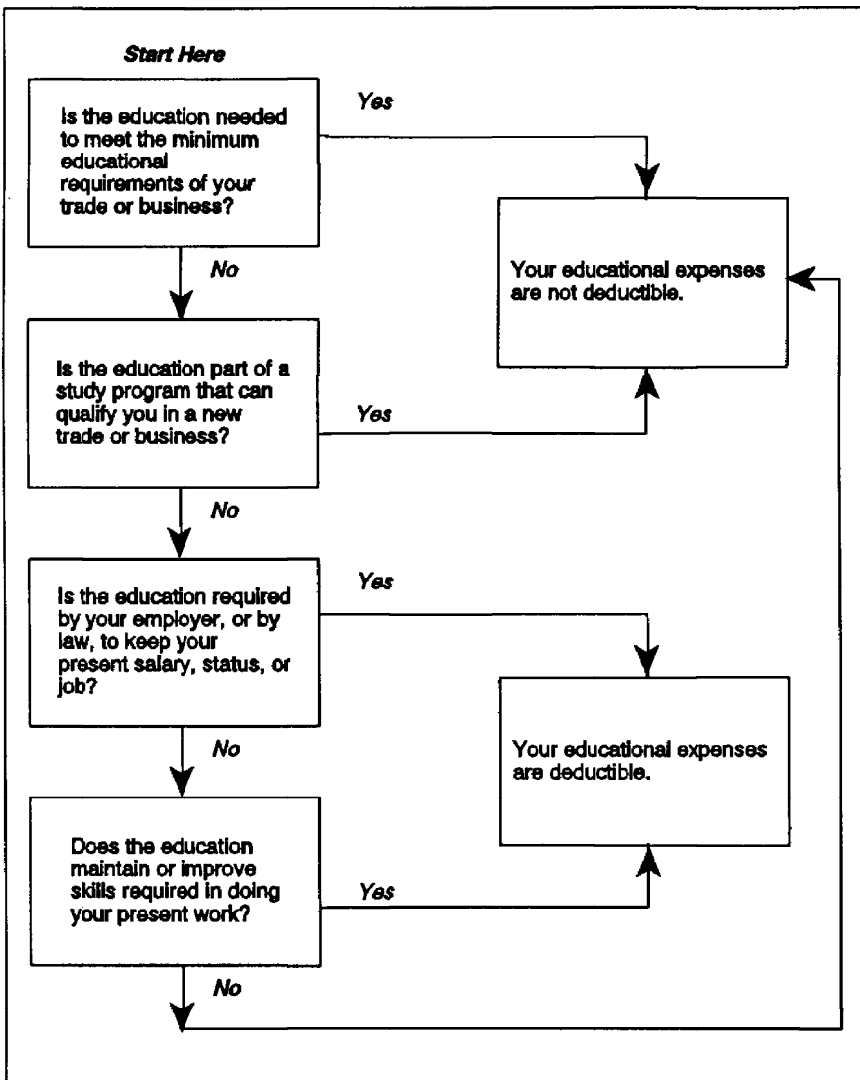 Start Here
Is the education needed
to meet the minimum
educational
requirements of your
trade or business?
Yes
No
Your educational expenses
are not deductible.
Is the education part of a
study program that can
qualify you in a new
trade or business?
Yes
No
Is the education required
by your employer, or by
law, to keep your
present salary, status, or
job?
Yes
No
Your educational expenses
are deductible.
Does the education
maintain or improve
skills required in doing
your present work?
Yes
No